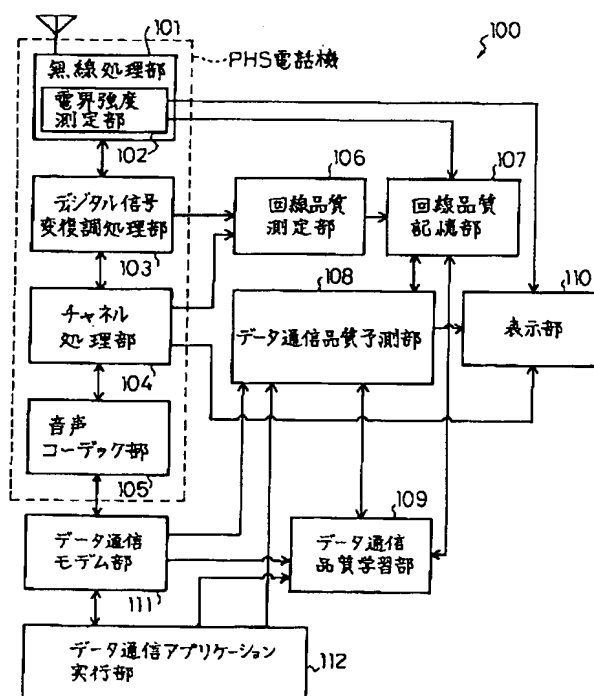 100
101
PHS電話機
無線処理部
電界強度
測定部
102
106
107
デジタル信号
変復調処理部
103
回線品質
測定部
回線品質
記憶部
108
110
チャネル
処理部
104
データ通信品質予測部
表示部
音声
コーデック部
105
109
データ通信
モデム部
111
データ通信
品質学習部
データ通信アプリケーション
実行部
112